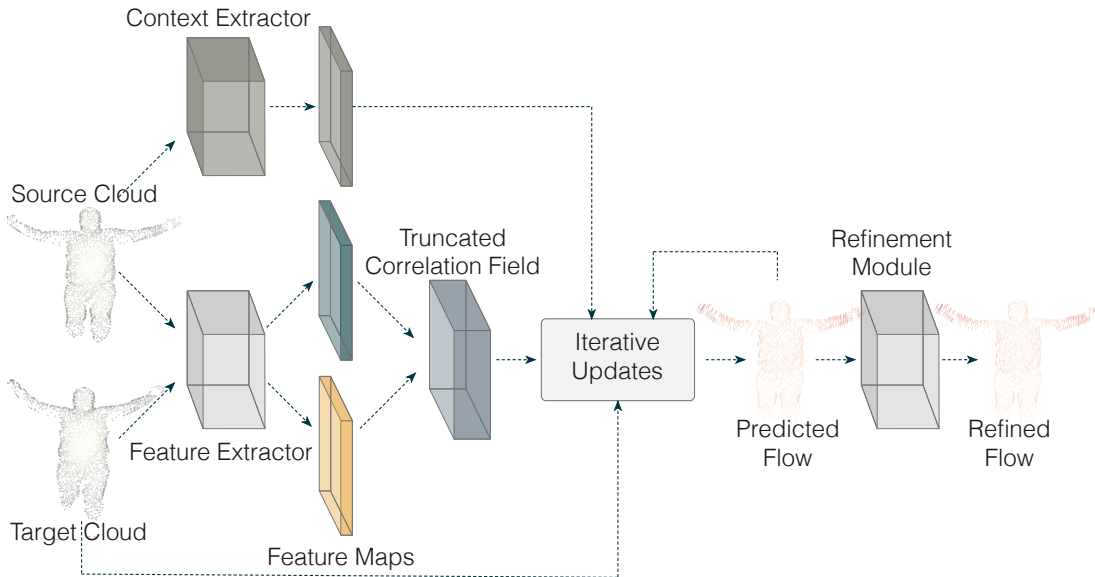 Context Extractor
Source Cloud
Truncated
Correlation Field
Refinement
Module
Iterative
Updates
Feature Extractor
Predicted
Flow
Refined
Flow
Target Cloud
Feature Maps